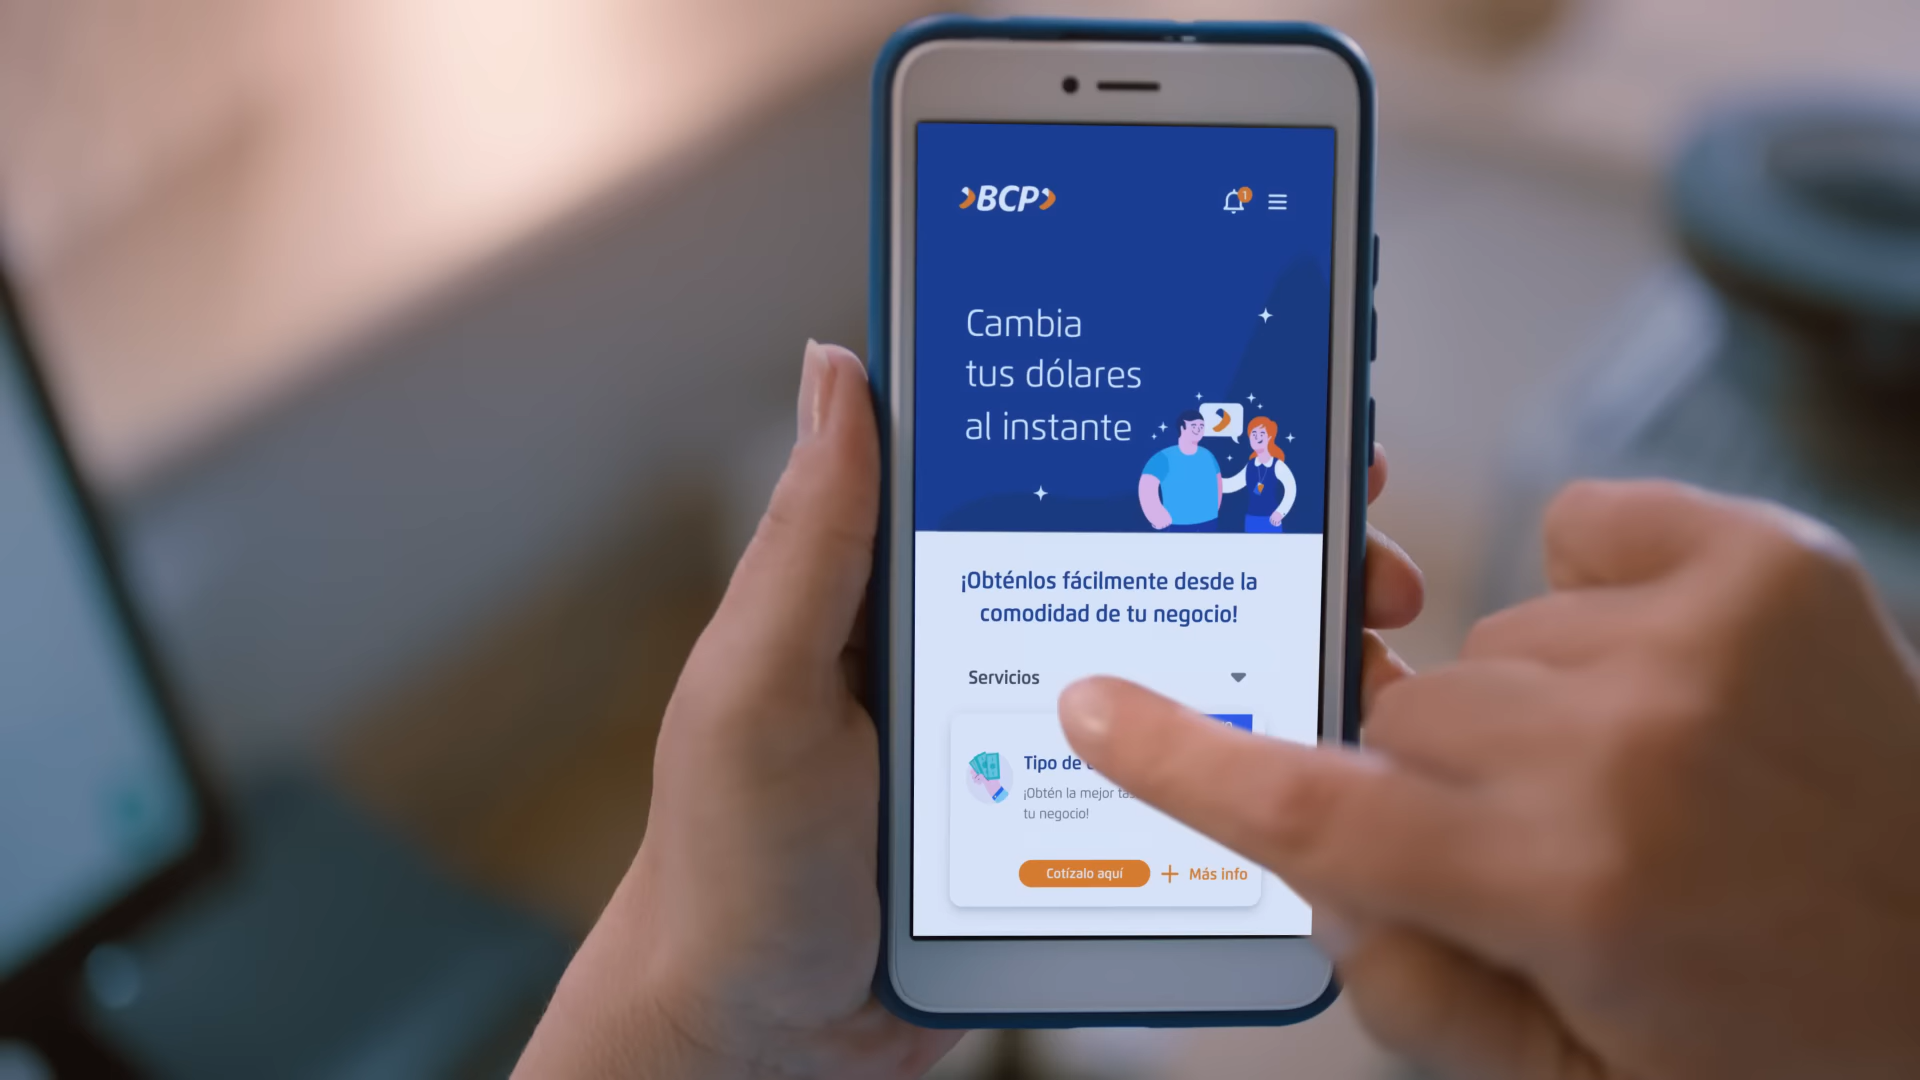 BCP
1
Cambia
tus dólares
al instante
¡Obténlos fácilmente desde la
comodidad de tu negocio!
Servicios
Tipo de
¡Obtén la mejor
tu negocio!
Cotízalo aquí
+ Más info